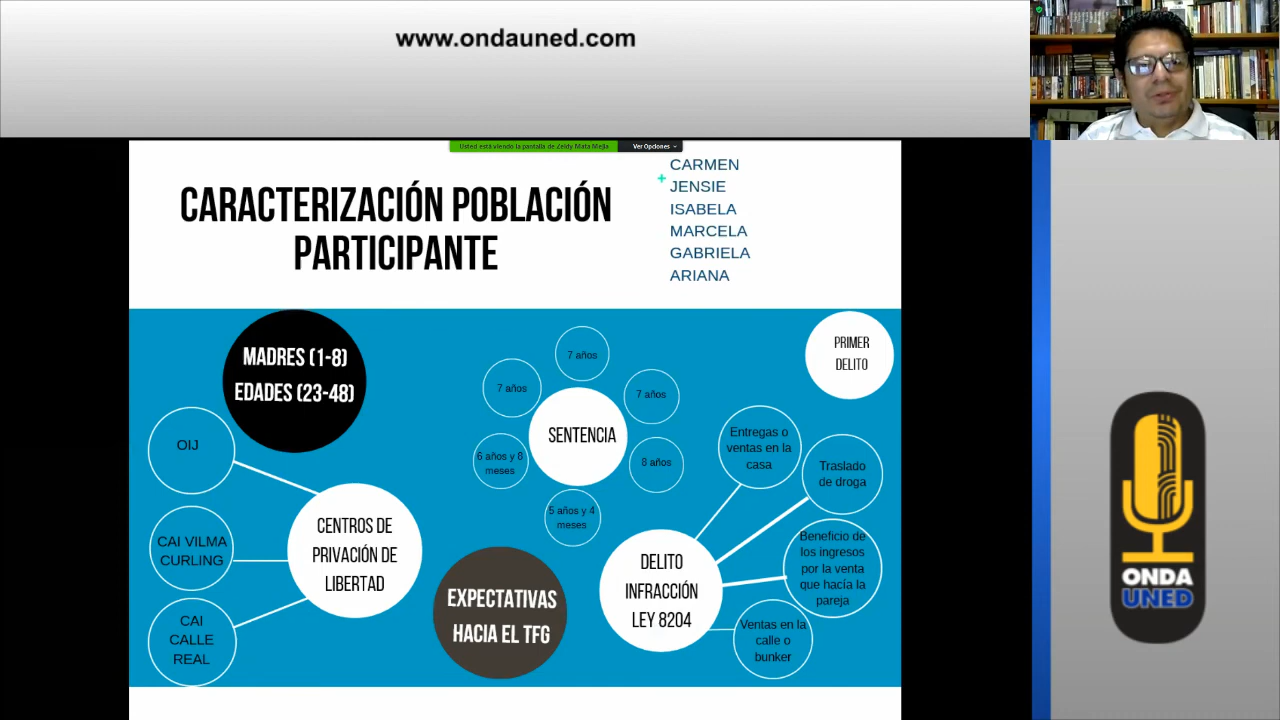 www.ondauned.com
Usted está viendo la pantalla de Zeidy Mata Mejía
Ver Opciones
CARACTERIZACIÓN POBLACIÓN
PARTICIPANTE
CARMEN
JENSIE
ISABELA
MARCELA
GABRIELA
ARIANA
MADRES (1-8)
EDADES (23-48)
OIJ
CAI VILMA
CURLING
CAI
CALLE
REAL
CENTROS DE
PRIVACIÓN DE
LIBERTAD
7 años
7 años
7 años
6 años y 8
meses
8 años
5 años y 4
meses
SENTENCIA
EXPECTATIVAS
HACIA EL TFG
PRIMER
DELITO
DELITO
INFRACCIÓN
LEY 8204
Entregas o
ventas en la
casa
Traslado
de droga
Beneficio de
los ingresos
por la venta
que hacía la
pareja
Ventas en la
calle o
bunker
ONDA
UNED